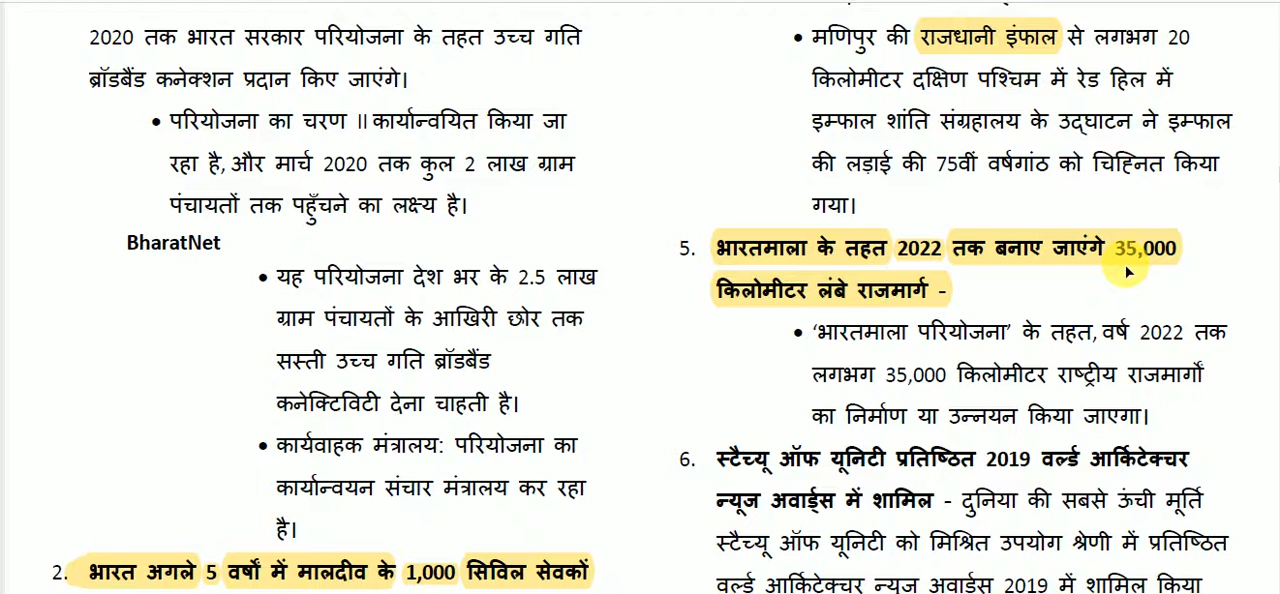 2020 तक भारत सरकार परियोजना के तहत उच्च गति
ब्रॉडबैंड कनेक्शन प्रदान किए जाएंगे।
• परियोजना का चरण II कार्यान्वयित किया जा
रहा है, और मार्च 2020 तक कुल 2 लाख ग्राम
पंचायतों तक पहुँचने का लक्ष्य है।
BharatNet
• यह परियोजना देश भर के 2.5 लाख
ग्राम पंचायतों के आखिरी छोर तक
सस्ती उच्च गति ब्रॉडबैंड
कनेक्टिविटी देना चाहती है।
• कार्यवाहक मंत्रालय: परियोजना का
कार्यान्वयन संचार मंत्रालय कर रहा
है।
2. भारत अगले 5 वर्षों में मालदीव के 1,000 सिविल सेवकों
• मणिपुर की राजधानी इंफाल से लगभग 20
किलोमीटर दक्षिण पश्चिम में रेड हिल में
इम्फाल शांति संग्रहालय के उद्घाटन ने इम्फाल
की लड़ाई की 75वीं वर्षगांठ को चिह्नित किया
गया।
5. भारतमाला के तहत 2022 तक बनाए जाएंगे 35,000
किलोमीटर लंबे राजमार्ग -
• ‘भारतमाला परियोजना’ के तहत, वर्ष 2022 तक
लगभग 35,000 किलोमीटर राष्ट्रीय राजमार्गों
का निर्माण या उन्नयन किया जाएगा।
6. स्टैच्यू ऑफ यूनिटी प्रतिष्ठित 2019 वर्ल्ड आर्किटेक्चर
न्यूज अवार्ड्स में शामिल - दुनिया की सबसे ऊंची मूर्ति
स्टैच्यू ऑफ यूनिटी को मिश्रित उपयोग श्रेणी में प्रतिष्ठित
वर्ल्ड आर्किटेक्चर न्यूज अवार्ड्स 2019 में शामिल किया